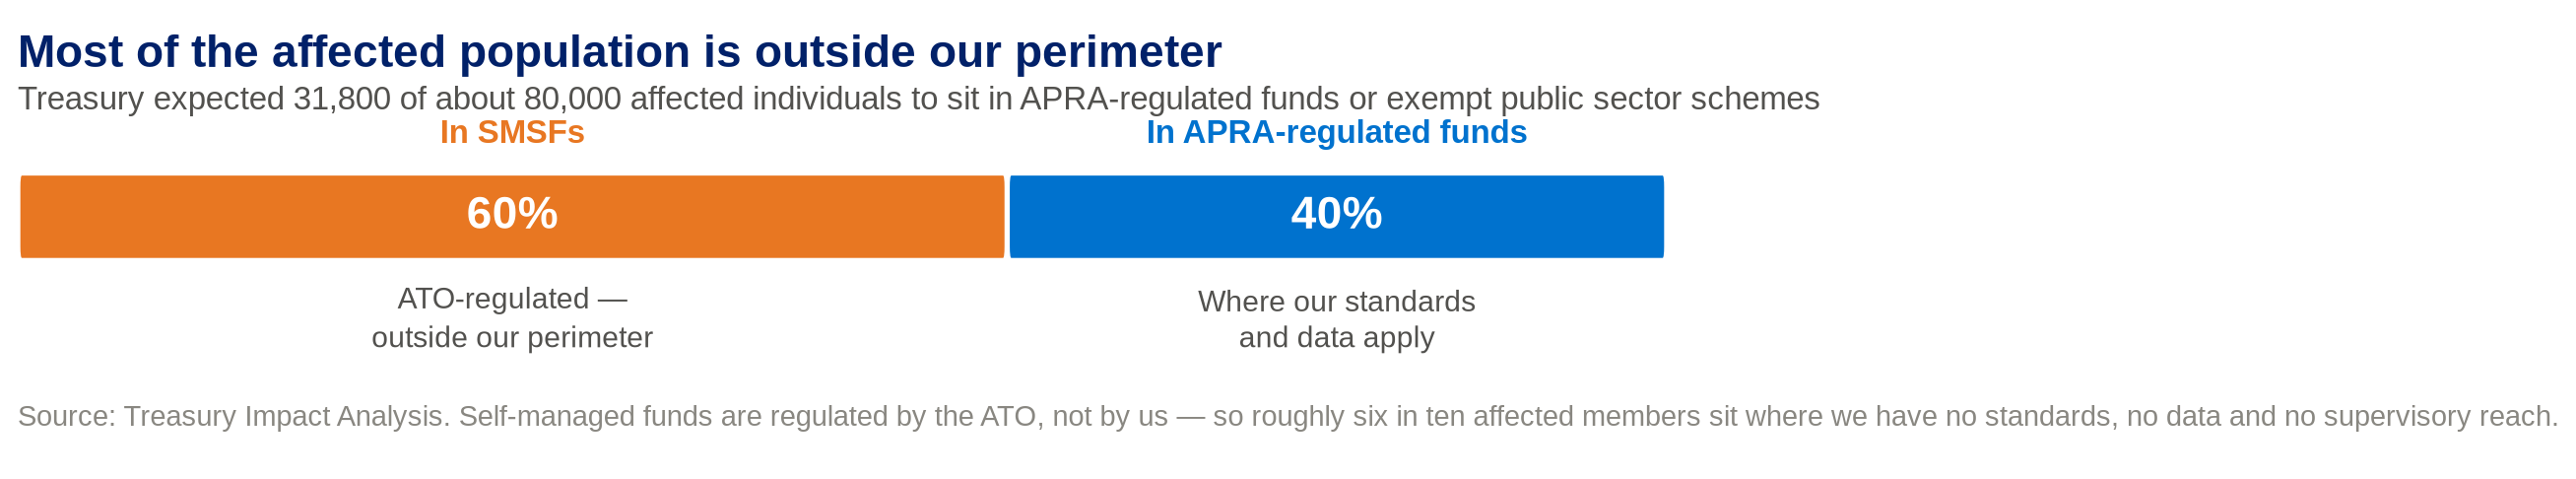 Most of the affected population is outside our perimeter
Treasury expected 31,800 of about 80,000 affected individuals to sit in APRA-regulated funds or exempt public sector schemes
In SMSFs
In APRA-regulated funds
60%
40%
ATO-regulated —
outside our perimeter
Where our standards
and data apply
Source: Treasury Impact Analysis. Self-managed funds are regulated by the ATO, not by us — so roughly six in ten affected members sit where we have no standards, no data and no supervisory reach.